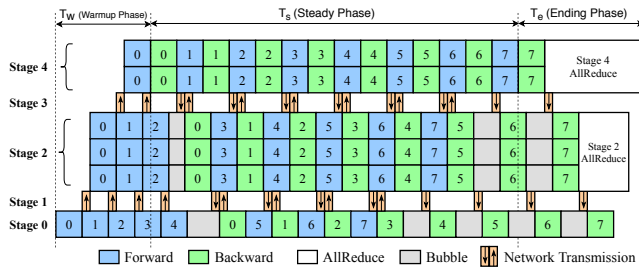 T_W (Warmup Phase) T_s (Steady Phase) T_e (Ending Phase)
Stage 4 0 0 1 1 2 2 3 3 4 4 5 5 6 6 7 7 Stage 4 AllReduce
0 0 1 1 2 2 3 3 4 4 5 5 6 6 7 7
Stage 3
0 1 2 0 3 1 4 2 5 3 6 4 7 5 6 7
Stage 2 0 1 2 0 3 1 4 2 5 3 6 4 7 5 6 7 Stage 2 AllReduce
0 1 2 0 3 1 4 2 5 3 6 4 7 5 6 7
Stage 1
Stage 0 0 1 2 3 4 0 5 1 6 2 7 3 4 5 6 7
Forward Backward AllReduce Bubble Network Transmission